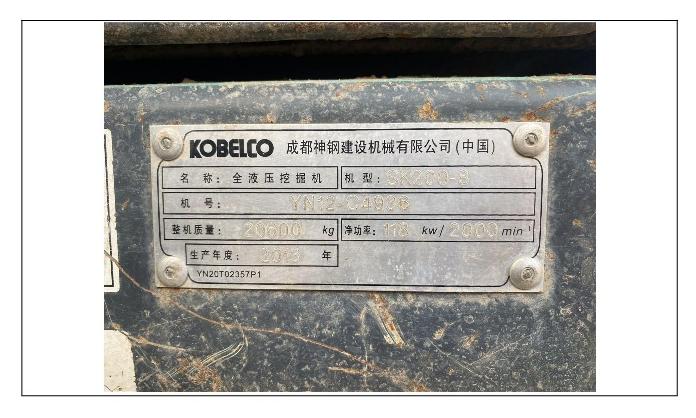 KOBELCO 成都神钢建设机械有限公司(中国)
名 称: 全液压挖掘机 机 型: SK200-8
机 号: YN12-
整机质量: 20600 kg 净功率: 118 kw/ 2000 min⁻¹
生产年度: 2013 年
YN20T02357P1